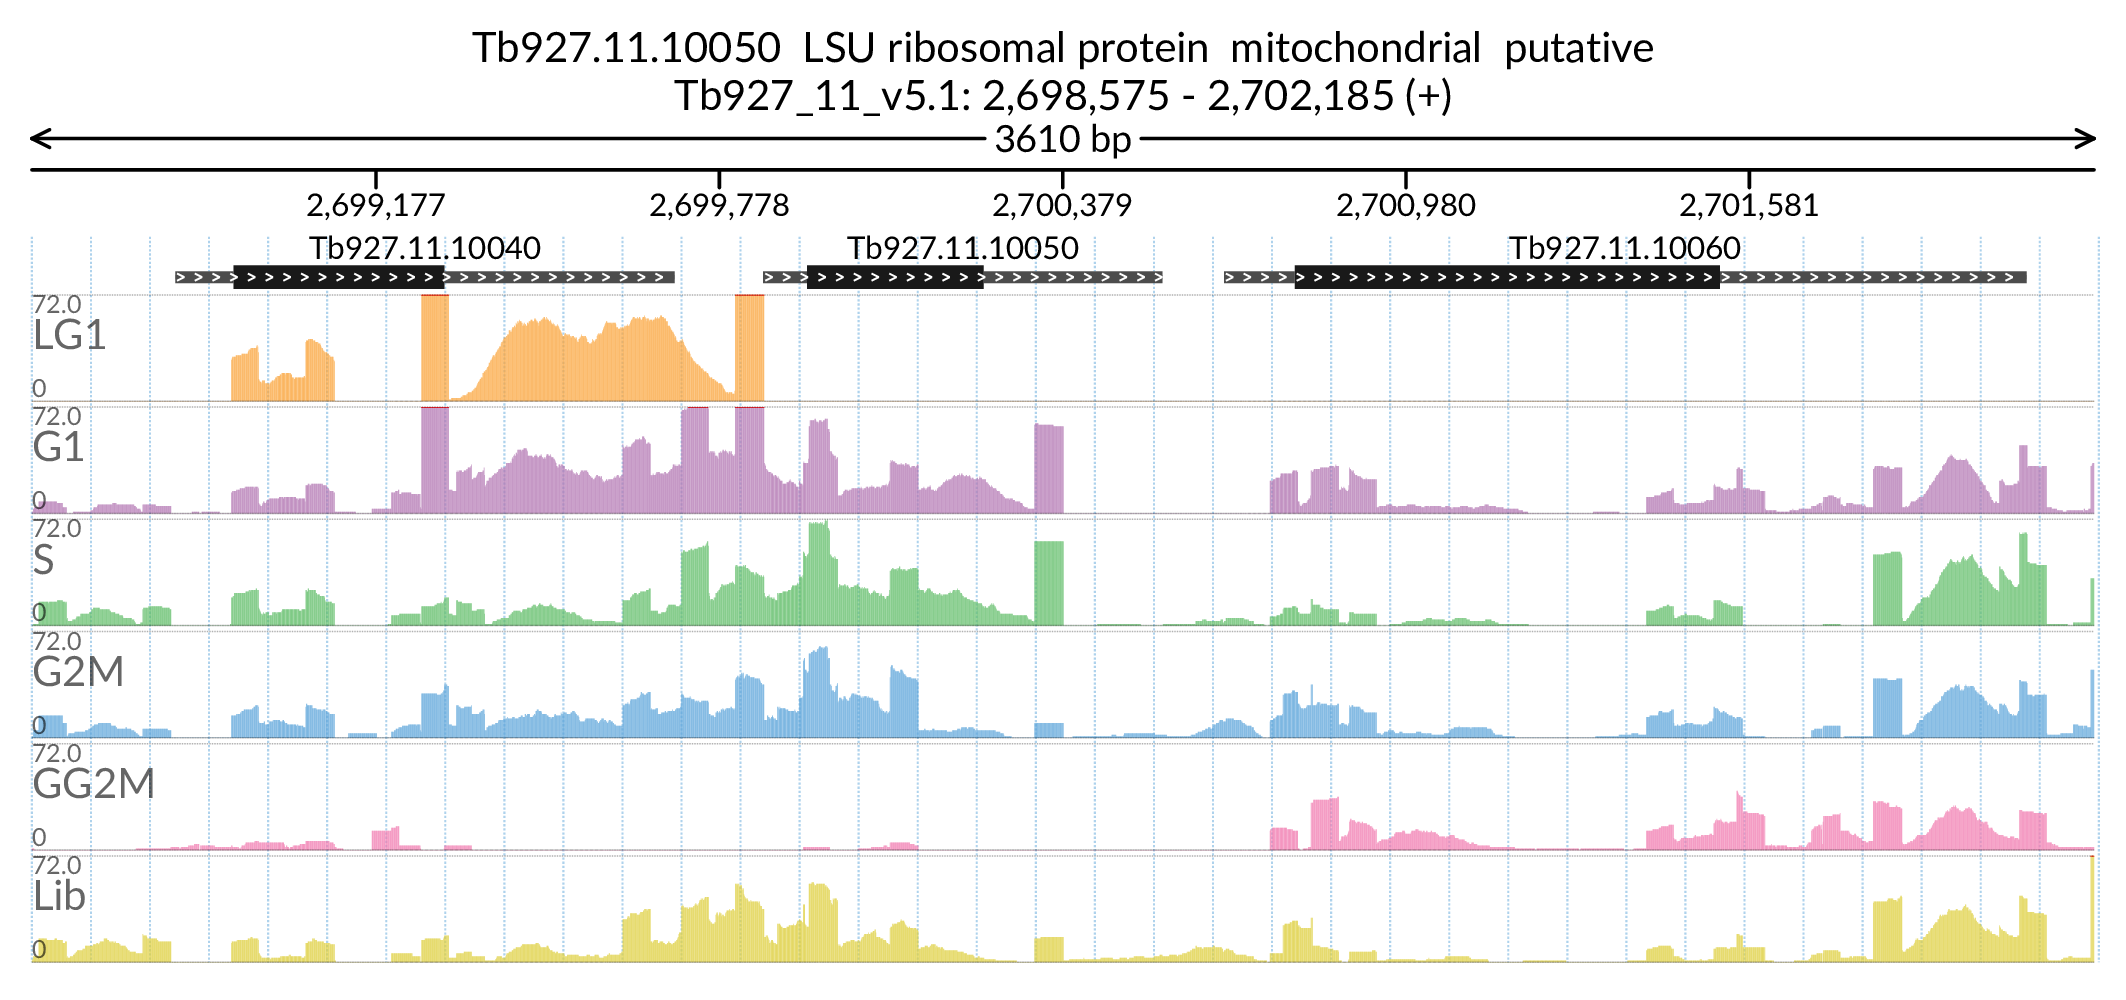 Tb927.11.10050 LSU ribosomal protein mitochondrial putative
Tb927_11_v5.1: 2,698,575 - 2,702,185 (+)
3610 bp
2,699,177 2,699,778 2,700,379 2,700,980 2,701,581
Tb927.11.10040 Tb927.11.10050 Tb927.11.10060
72.0
LG1
0
72.0
G1
0
72.0
S
0
72.0
G2M
0
72.0
GG2M
0
72.0
Lib
0